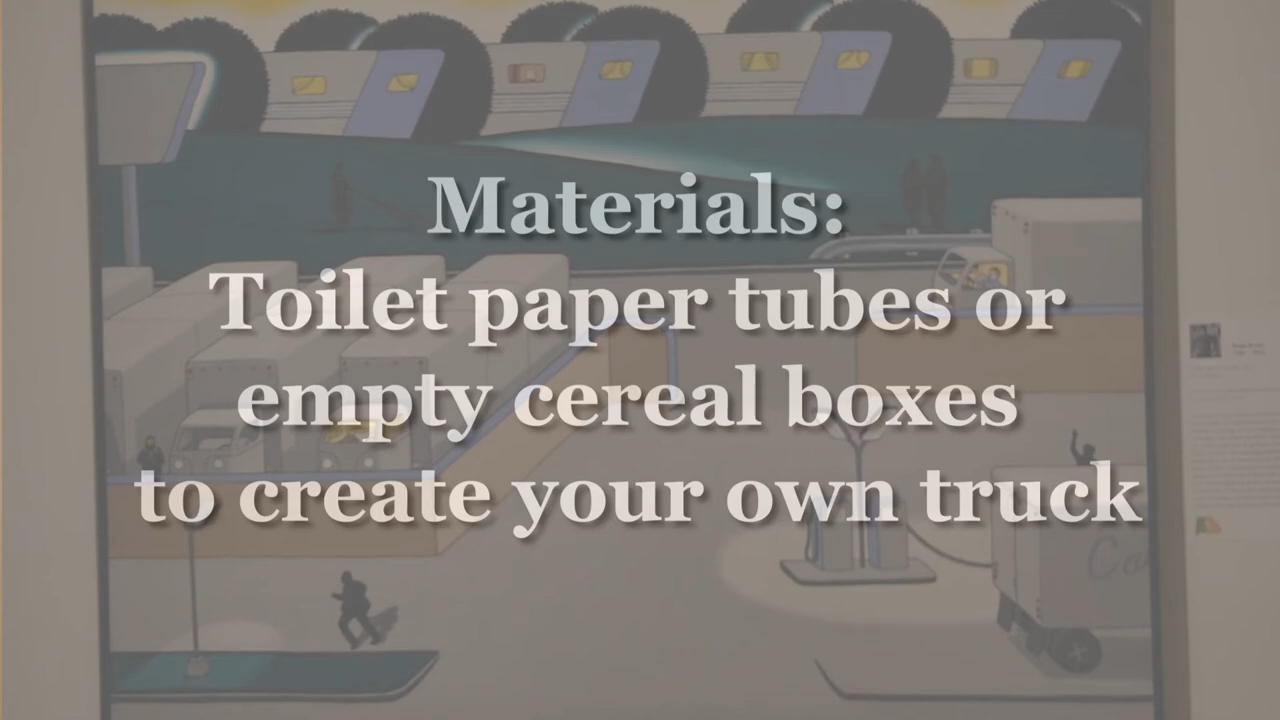 Materials:
Toilet paper tubes or
empty cereal boxes
to create your own truck